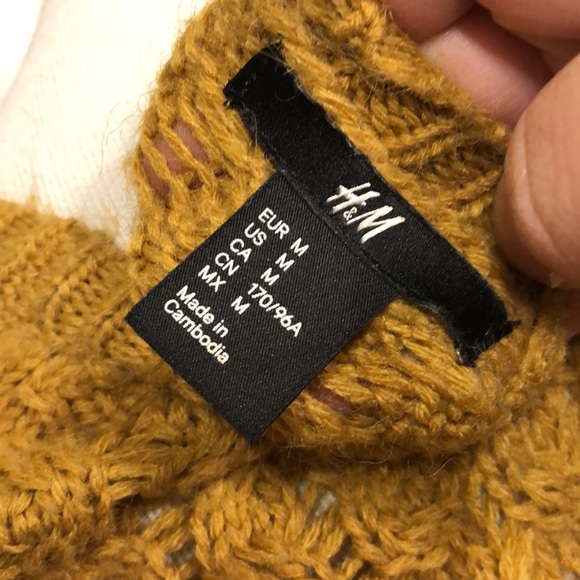 H&M
EUR M
US M
CA M
CN 170/96A
MX M
Made in
Cambodia